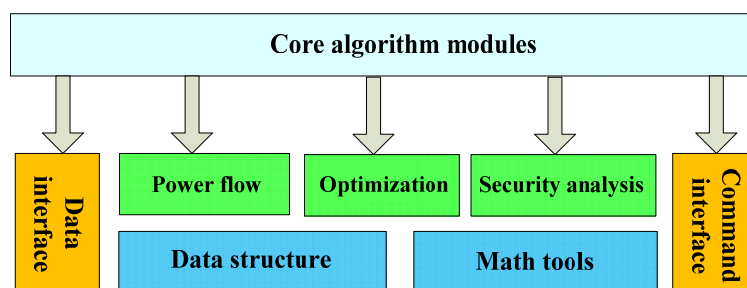 Core algorithm modules
Data
interface
Power flow
Optimization
Security analysis
Command
interface
Data structure
Math tools